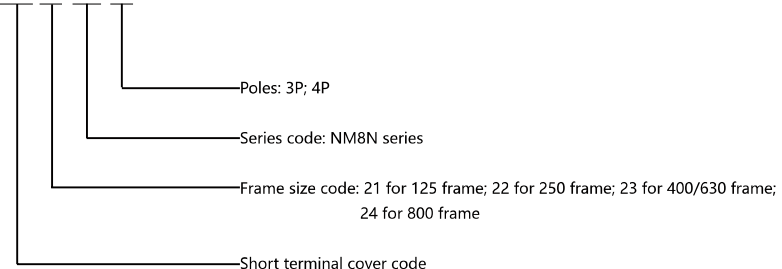 Poles: 3P; 4P
Series code: NM8N series
Frame size code: 21 for 125 frame; 22 for 250 frame; 23 for 400/630 frame;
24 for 800 frame
Short terminal cover code